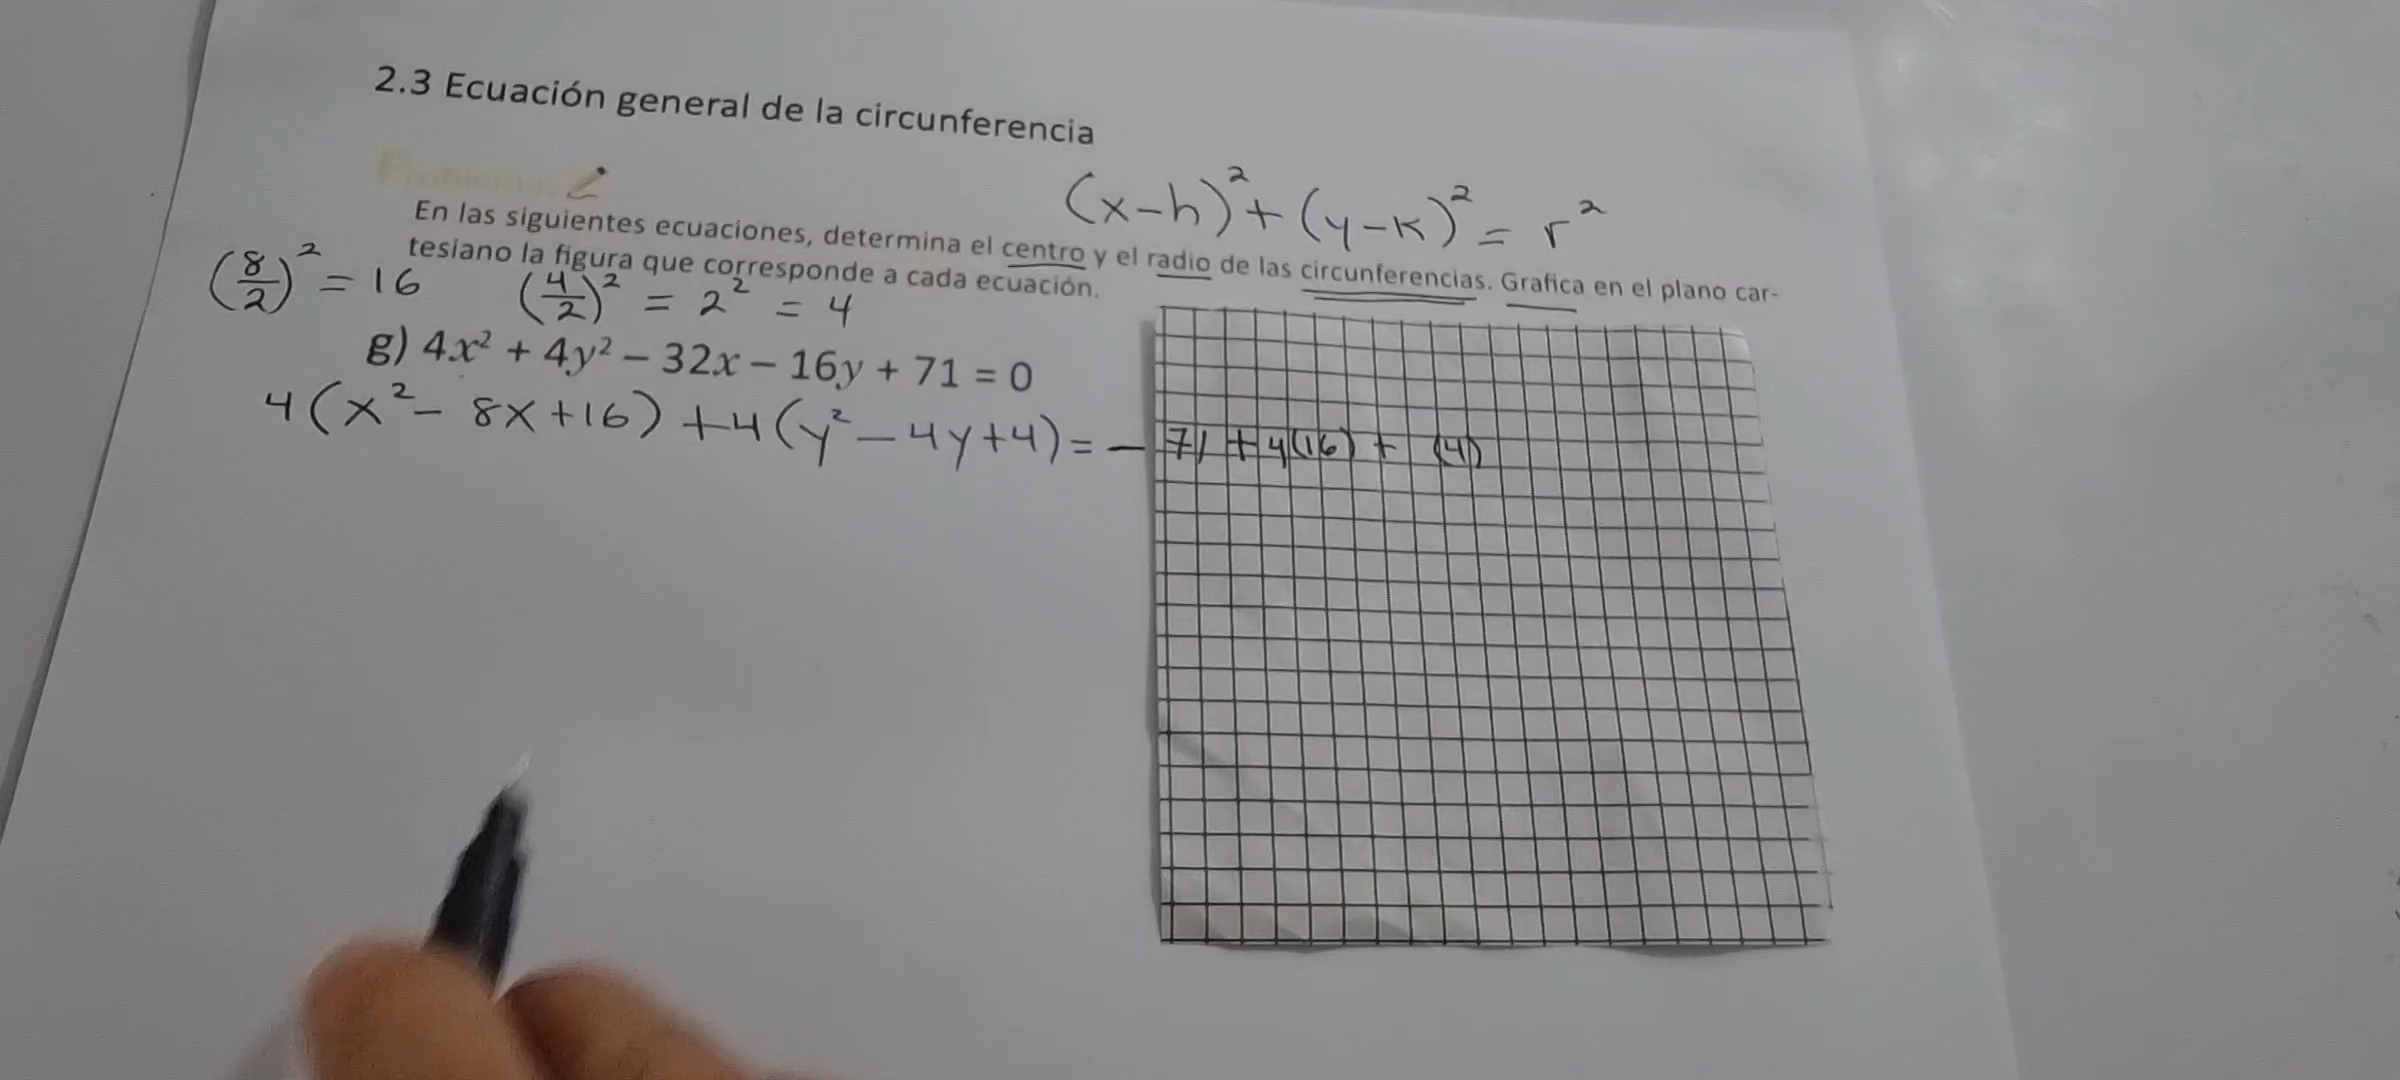 2.3 Ecuación general de la circunferencia
Problema
(x-h)² + (y-k)² = r²
En las siguientes ecuaciones, determina el centro y el radio de las circunferencias. Grafica en el plano car-
tesiano la figura que corresponde a cada ecuación.
(8/2)² = 16 (4/2)² = 2² = 4
g) 4x² + 4y² − 32x − 16y + 71 = 0
4(x² - 8x + 16) + 4(y² - 4y + 4) = - 71 + 4(16) + (4)